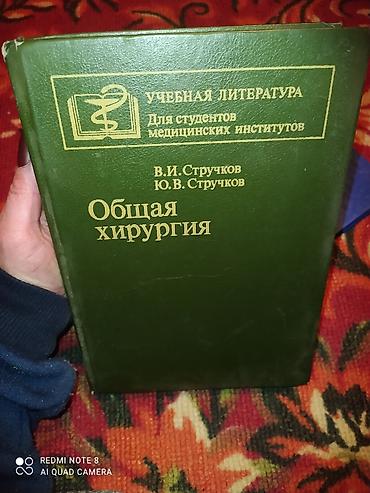 УЧЕБНАЯ ЛИТЕРАТУРА
Для студентов
медицинских институтов
В.И.Стручков
Ю.В.Стручков
Общая
хирургия
REDMI NOTE 8
AI QUAD CAMERA